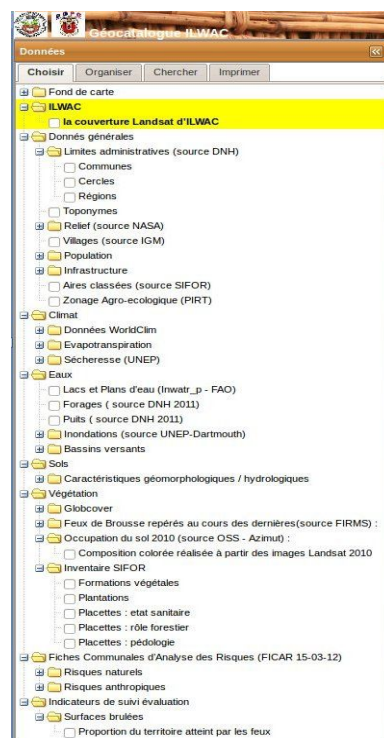 Géocatalogue ILWAC
Données
Choisir Organiser Chercher Imprimer
Fond de carte
ILWAC
la couverture Landsat d'ILWAC
Donnés générales
Limites administratives (source DNH)
Communes
Cercles
Régions
Toponymes
Relief (source NASA)
Villages (source IGM)
Population
Infrastructure
Aires classées (source SIFOR)
Zonage Agro-ecologique (PIRT)
Climat
Données WorldClim
Evapotranspiration
Sécheresse (UNEP)
Eaux
Lacs et Plans d'eau (Inwatr_p - FAO)
Forages ( source DNH 2011)
Puits ( source DNH 2011)
Inondations (source UNEP-Dartmouth)
Bassins versants
Sols
Caractéristiques géomorphologiques / hydrologiques
Végétation
Globcover
Feux de Brousse repérés au cours des dernières(source FIRMS) :
Occupation du sol 2010 (source OSS - Azimut) :
Composition colorée réalisée à partir des images Landsat 2010
Inventaire SIFOR
Formations végétales
Plantations
Placettes : etat sanitaire
Placettes : rôle forestier
Placettes : pédologie
Fiches Communales d'Analyse des Risques (FICAR 15-03-12)
Risques naturels
Risques anthropiques
Indicateurs de suivi évaluation
Surfaces brulées
Proportion du territoire atteint par les feux